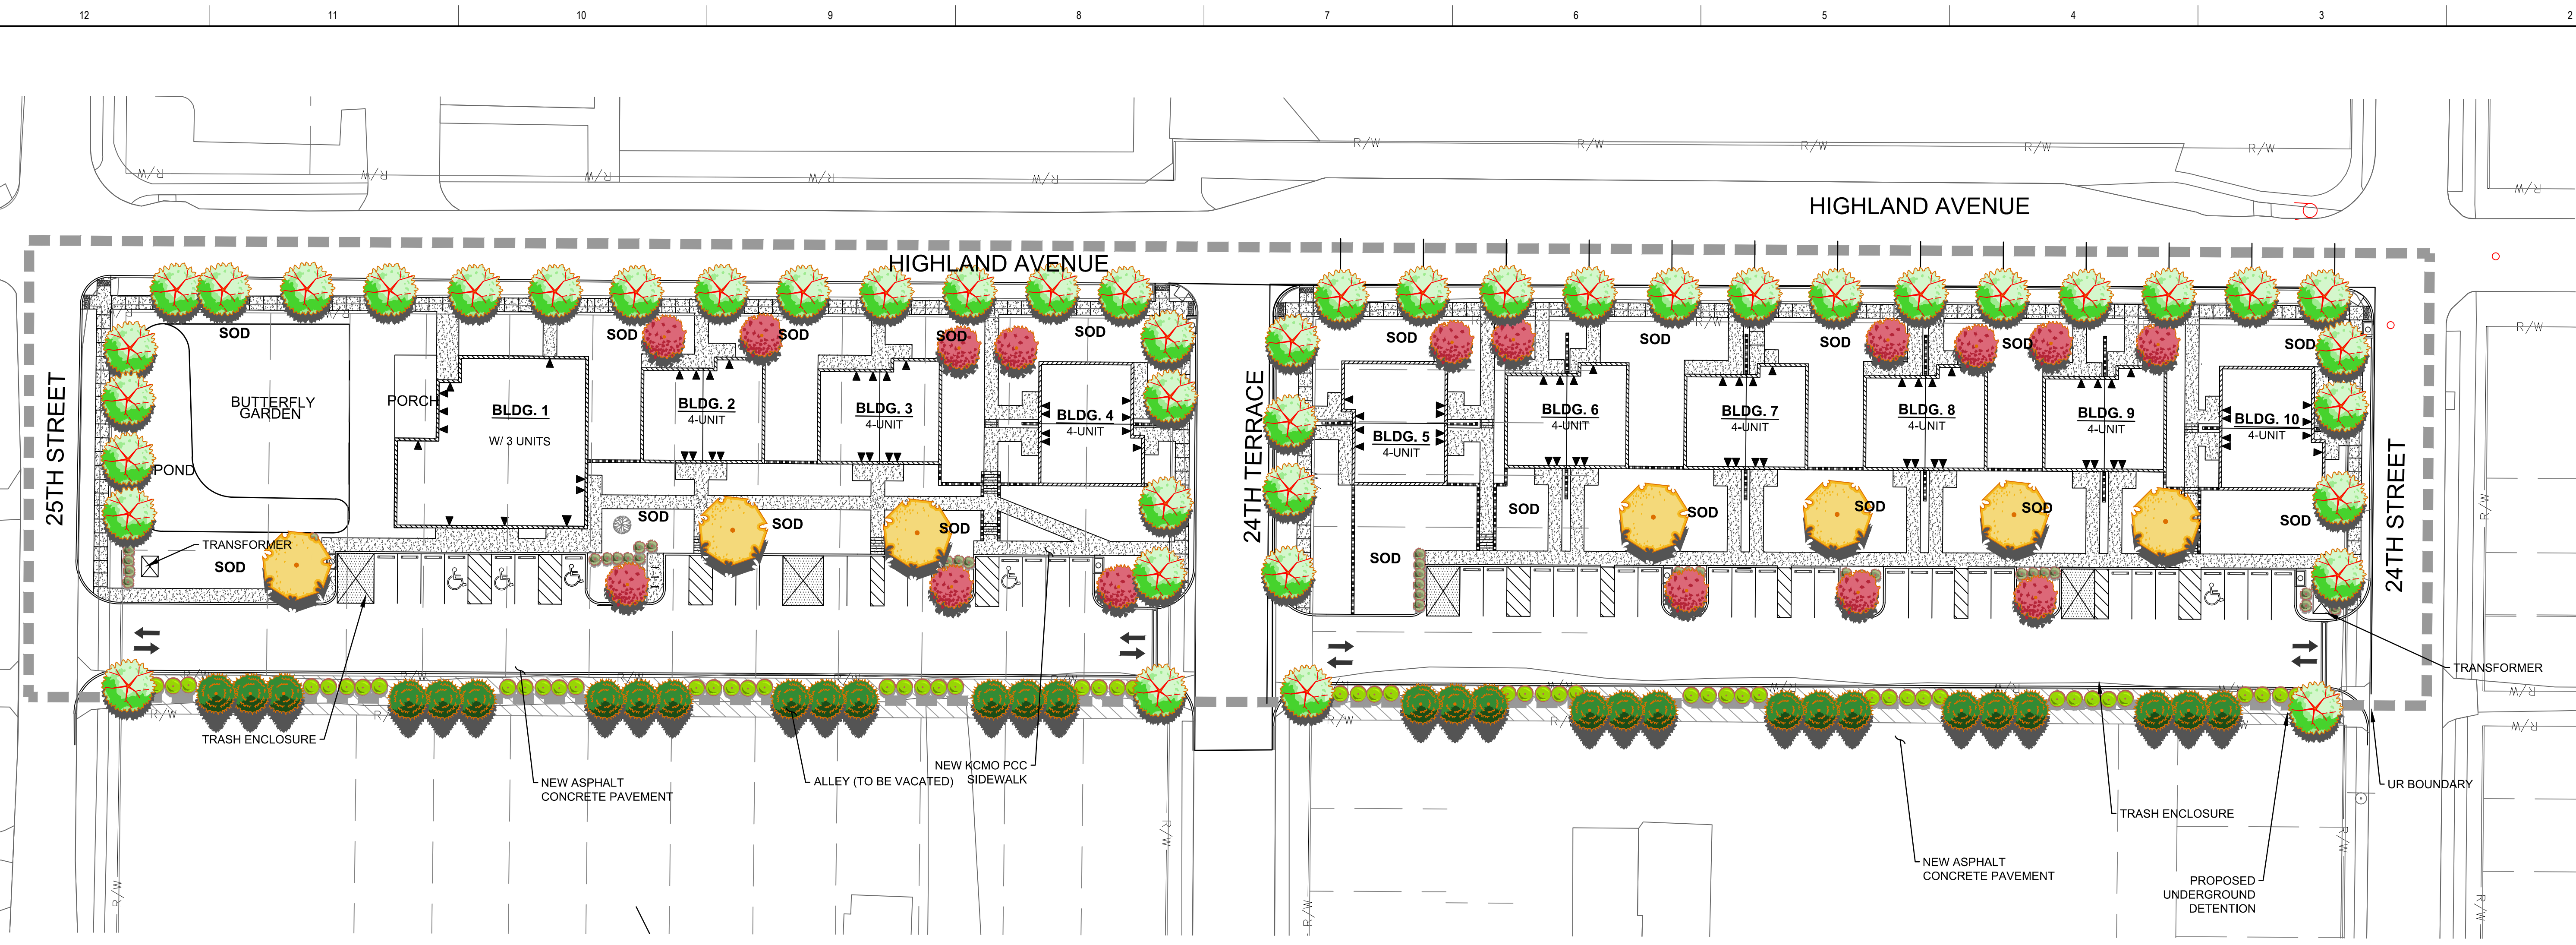 12
11
10
9
8
7
6
5
4
3
2
R/W
R/W
R/W
R/W
R/W
R/W
R/W
R/W
R/W
R/W
R/W
HIGHLAND AVENUE
HIGHLAND AVENUE
SOD
SOD
SOD
SOD
SOD
SOD
SOD
SOD
SOD
SOD
R/W
R/W
R/W
25TH STREET
BUTTERFLY
GARDEN
POND
PORCH
BLDG. 1
W/ 3 UNITS
BLDG. 2
4-UNIT
BLDG. 3
4-UNIT
BLDG. 4
4-UNIT
24TH TERRACE
BLDG. 5
4-UNIT
BLDG. 6
4-UNIT
BLDG. 7
4-UNIT
BLDG. 8
4-UNIT
BLDG. 9
4-UNIT
BLDG. 10
4-UNIT
24TH STREET
SOD
SOD
SOD
SOD
SOD
SOD
SOD
SOD
TRANSFORMER
SOD
SOD
TRANSFORMER
R/W
R/W
R/W
R/W
R/W
R/W
R/W
R/W
R/W
R/W
R/W
R/W
TRASH ENCLOSURE
NEW ASPHALT
CONCRETE PAVEMENT
ALLEY (TO BE VACATED)
NEW KCMO PCC
SIDEWALK
UR BOUNDARY
TRASH ENCLOSURE
NEW ASPHALT
CONCRETE PAVEMENT
PROPOSED
UNDERGROUND
DETENTION
R/W
R/W
R/W
R/W
R/W